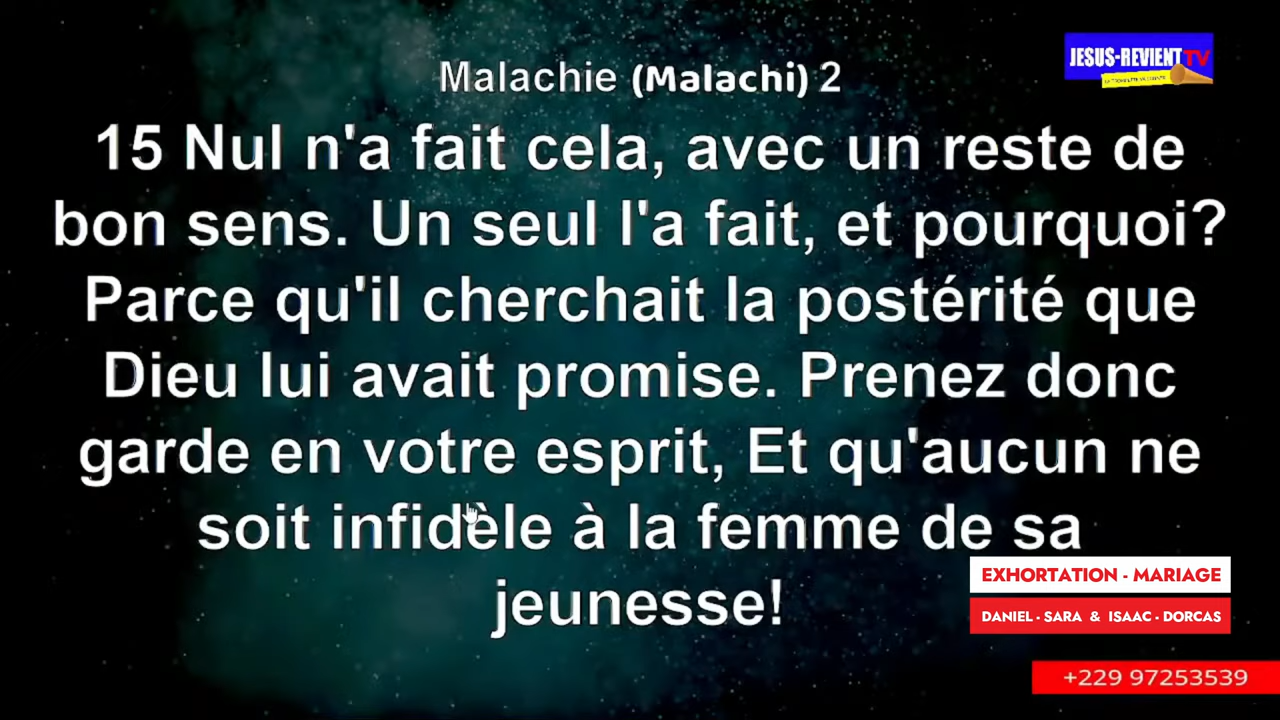 JESUS-REVIENT TV
Malachie (Malachi) 2
15 Nul n'a fait cela, avec un reste de
bon sens. Un seul l'a fait, et pourquoi?
Parce qu'il cherchait la postérité que
Dieu lui avait promise. Prenez donc
garde en votre esprit, Et qu'aucun ne
soit infidèle à la femme de sa
jeunesse!
EXHORTATION - MARIAGE
DANIEL - SARA & ISAAC - DORCAS
+229 97253539